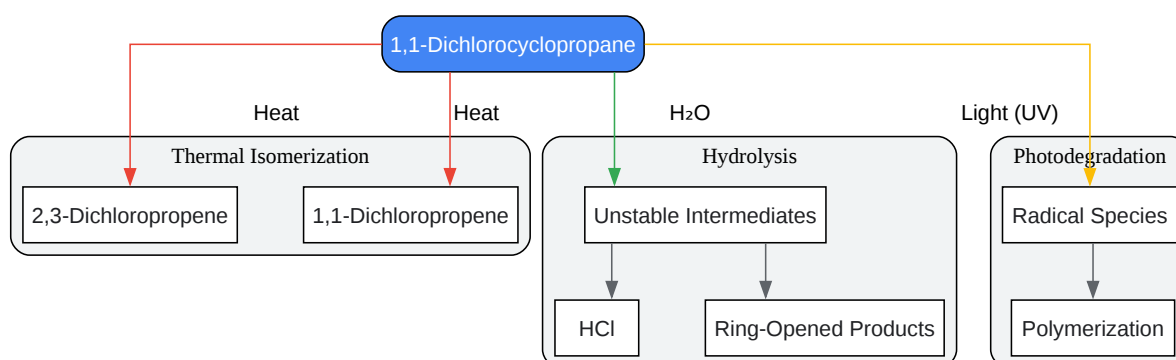 1,1-Dichlorocyclopropane
Heat
Heat
H₂O
Light (UV)
Thermal Isomerization
Hydrolysis
Photodegradation
2,3-Dichloropropene
1,1-Dichloropropene
Unstable Intermediates
Radical Species
HCl
Ring-Opened Products
Polymerization